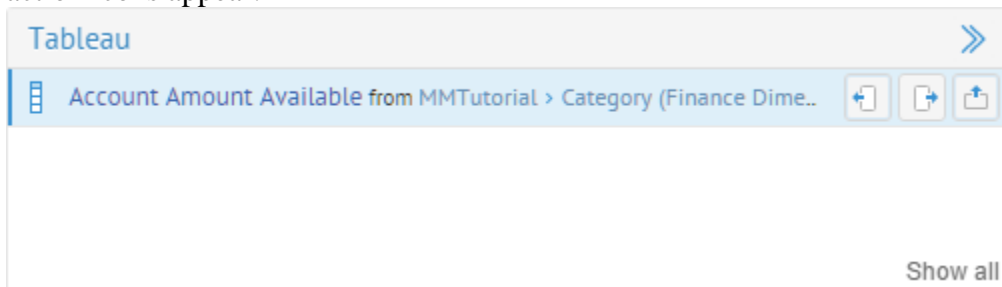 Tableau
Account Amount Available from MMTutorial > Category (Finance Dime..
Show all